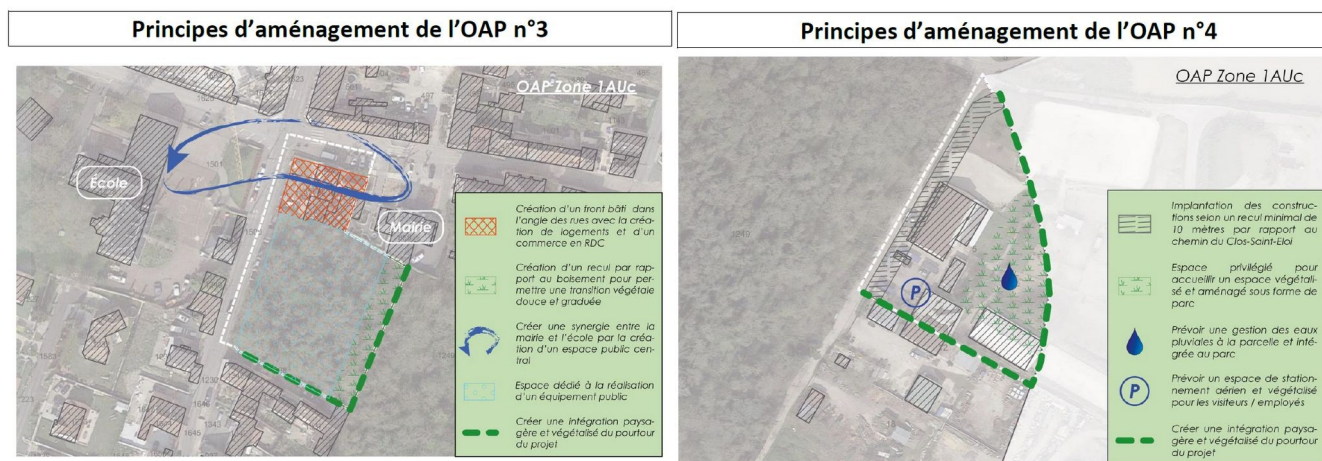 Principes d'aménagement de l'OAP n°3
OAP Zone 1AUc
École
Mairie
Création d'un front bâti dans
l'angle des rues avec la créa-
tion de logements et d'un
commerce en RDC
Création d'un recul par rap-
port au boisement pour per-
mettre une transition végétale
douce et graduée
Créer une synergie entre la
mairie et l'école par la créa-
tion d'un espace public cen-
tral
Espace dédié à la réalisation
d'un équipement public
Créer une intégration paysa-
gère et végétalisé du pourtour
du projet
Principes d'aménagement de l'OAP n°4
OAP Zone 1AUc
P
Implantation des construc-
tions selon un recul minimal de
10 mètres par rapport au
chemin du Clos-Saint-Eloi
Espace privilégié pour
accueillir un espace végétali-
sé et aménagé sous forme de
parc
Prévoir une gestion des eaux
pluviales à la parcelle et inté-
grée au parc
P
Prévoir un espace de station-
nement aérien et végétalisé
pour les visiteurs / employés
Créer une intégration paysa-
gère et végétalisé du pourtour
du projet